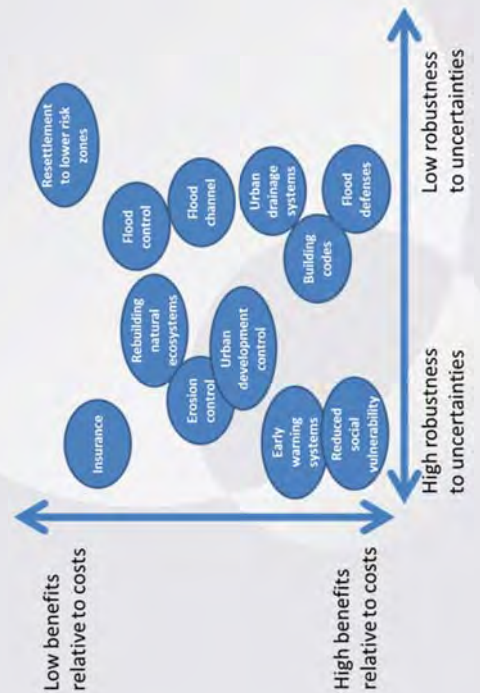 Low benefits
relative to costs
High benefits
relative to costs
Insurance
Resettlement
to lower risk
zones
Rebuilding
natural
ecosystems
Flood
control
Erosion
control
Flood
channel
Urban
development
control
Urban
drainage
systems
Early
warning
systems
Building
codes
Reduced
social
vulnerability
Flood
defenses
High robustness
to uncertainties
Low robustness
to uncertainties